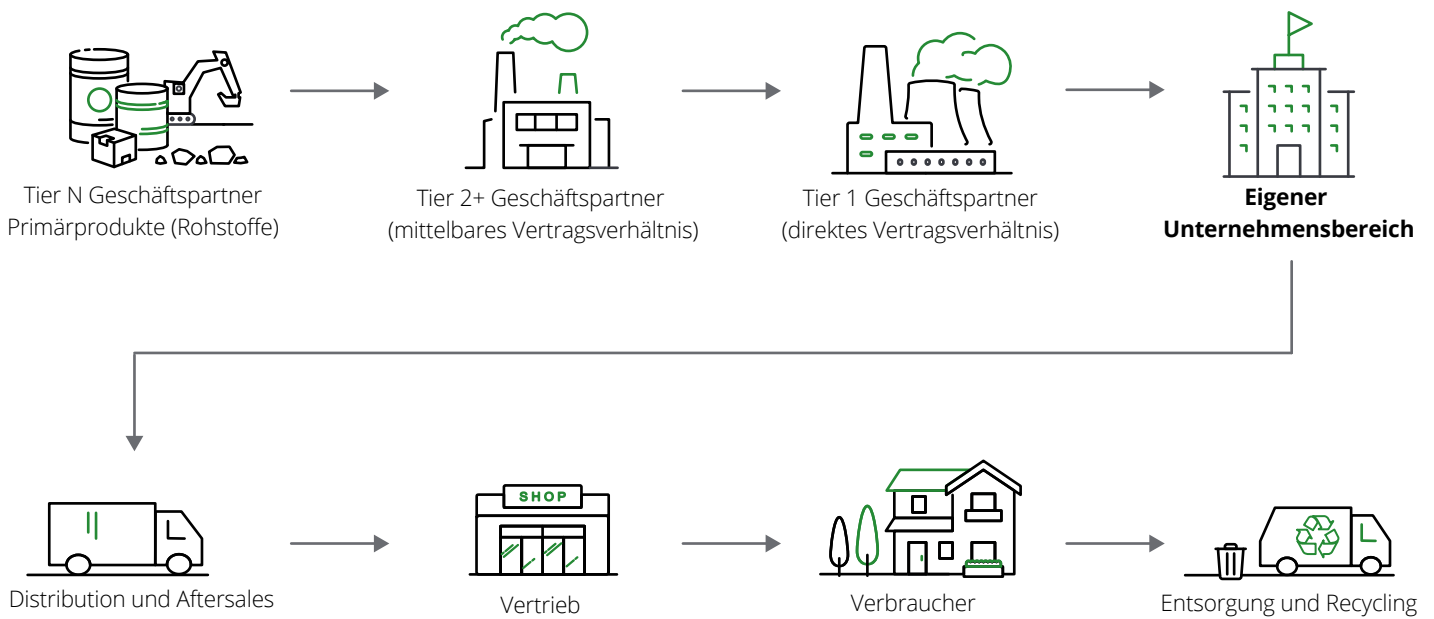 Tier N Geschäftspartner
Primärprodukte (Rohstoffe)
Tier 2+ Geschäftspartner
(mittelbares Vertragsverhältnis)
Tier 1 Geschäftspartner
(direktes Vertragsverhältnis)
Eigener
Unternehmensbereich
Distribution und Aftersales
SHOP
Vertrieb
Verbraucher
Entsorgung und Recycling